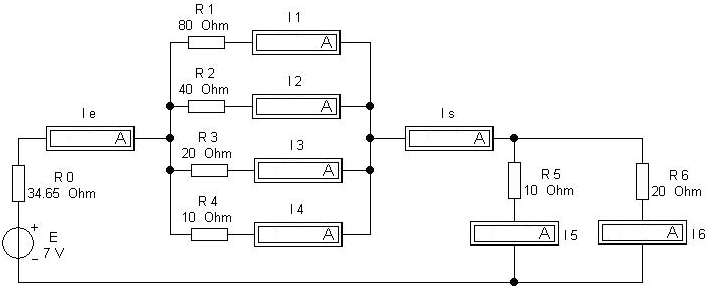 R 1
80 Ohm
I 1
A
R 2
40 Ohm
I 2
A
I e
A
R 3
20 Ohm
I 3
A
I s
A
R 0
34.65 Ohm
R 4
10 Ohm
I 4
A
R 5
10 Ohm
R 6
20 Ohm
+
E
_ 7 V
A
I 5
A
I 6